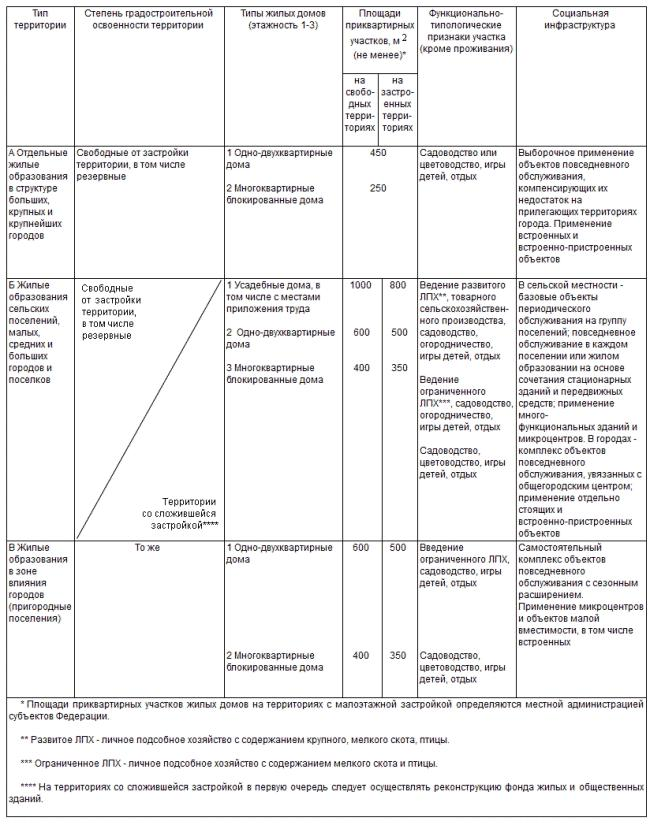 Тип
территории
Степень градостроительной
освоенности территории
Типы жилых домов
(этажность 1-3)
Площади
приквартирных
участков, м 2
(не менее)*
на
свобо-
дных
терри-
ториях
на
застро-
енных
терри-
ториях
Функционально-
типологические
признаки участка
(кроме проживания)
Социальная
инфраструктура
А Отдельные
жилые
образования
в структуре
больших,
крупных и
крупнейших
городов
Свободные от застройки
территории, в том числе
резервные
1 Одно-двухквартирные
дома
2 Многоквартирные
блокированные дома
450
250
Садоводство или
цветоводство, игры
детей, отдых
Выборочное применение
объектов повседневного
обслуживания,
компенсирующих их
недостаток на
прилегающих территориях
города. Применение
встроенных и
встроенно-пристроенных
объектов
Б Жилые
образования
сельских
поселений,
малых,
средних и
больших
городов и
поселков
Свободные
от застройки
территории,
в том числе
резервные
Территории
со сложившейся
застройкой****
1 Усадебные дома, в
том числе с местами
приложения труда
2 Одно-двухквартирные
дома
3 Многоквартирные
блокированные дома
1000
600
400
800
500
350
Ведение развитого
ЛПХ**, товарного
сельскохозяйствен-
ного производства,
садоводство,
огородничество,
игры детей, отдых
Ведение
ограниченного
ЛПХ***, садоводство,
огородничество,
игры детей, отдых
Садоводство,
цветоводство, игры
детей, отдых
В сельской местности -
базовые объекты
периодического
обслуживания на группу
поселений; повседневное
обслуживание в каждом
поселении или жилом
образовании на основе
сочетания стационарных
зданий и передвижных
средств; применение
много-
функциональных зданий и
микроцентров. В городах -
комплекс объектов
повседневного
обслуживания, увязанных с
общегородским центром;
применение отдельно
стоящих и
встроенно-пристроенных
объектов
В Жилые
образования
в зоне
влияния
городов
(пригородные
поселения)
То же
1 Одно-двухквартирные
дома
2 Многоквартирные
блокированные дома
600
400
500
350
Введение
ограниченного ЛПХ,
садоводство, игры
детей, отдых
Садоводство,
цветоводство, игры
детей, отдых
Самостоятельный
комплекс объектов
повседневного
обслуживания с сезонным
расширением.
Применение микроцентров
и объектов малой
вместимости, в том числе
встроенных
* Площади приквартирных участков жилых домов на территориях с малоэтажной застройкой определяются местной администрацией
субъектов Федерации.
** Развитое ЛПХ - личное подсобное хозяйство с содержанием крупного, мелкого скота, птицы.
*** Ограниченное ЛПХ - личное подсобное хозяйство с содержанием мелкого скота и птицы.
**** На территориях со сложившейся застройкой в первую очередь следует осуществлять реконструкцию фонда жилых и общественных
зданий.